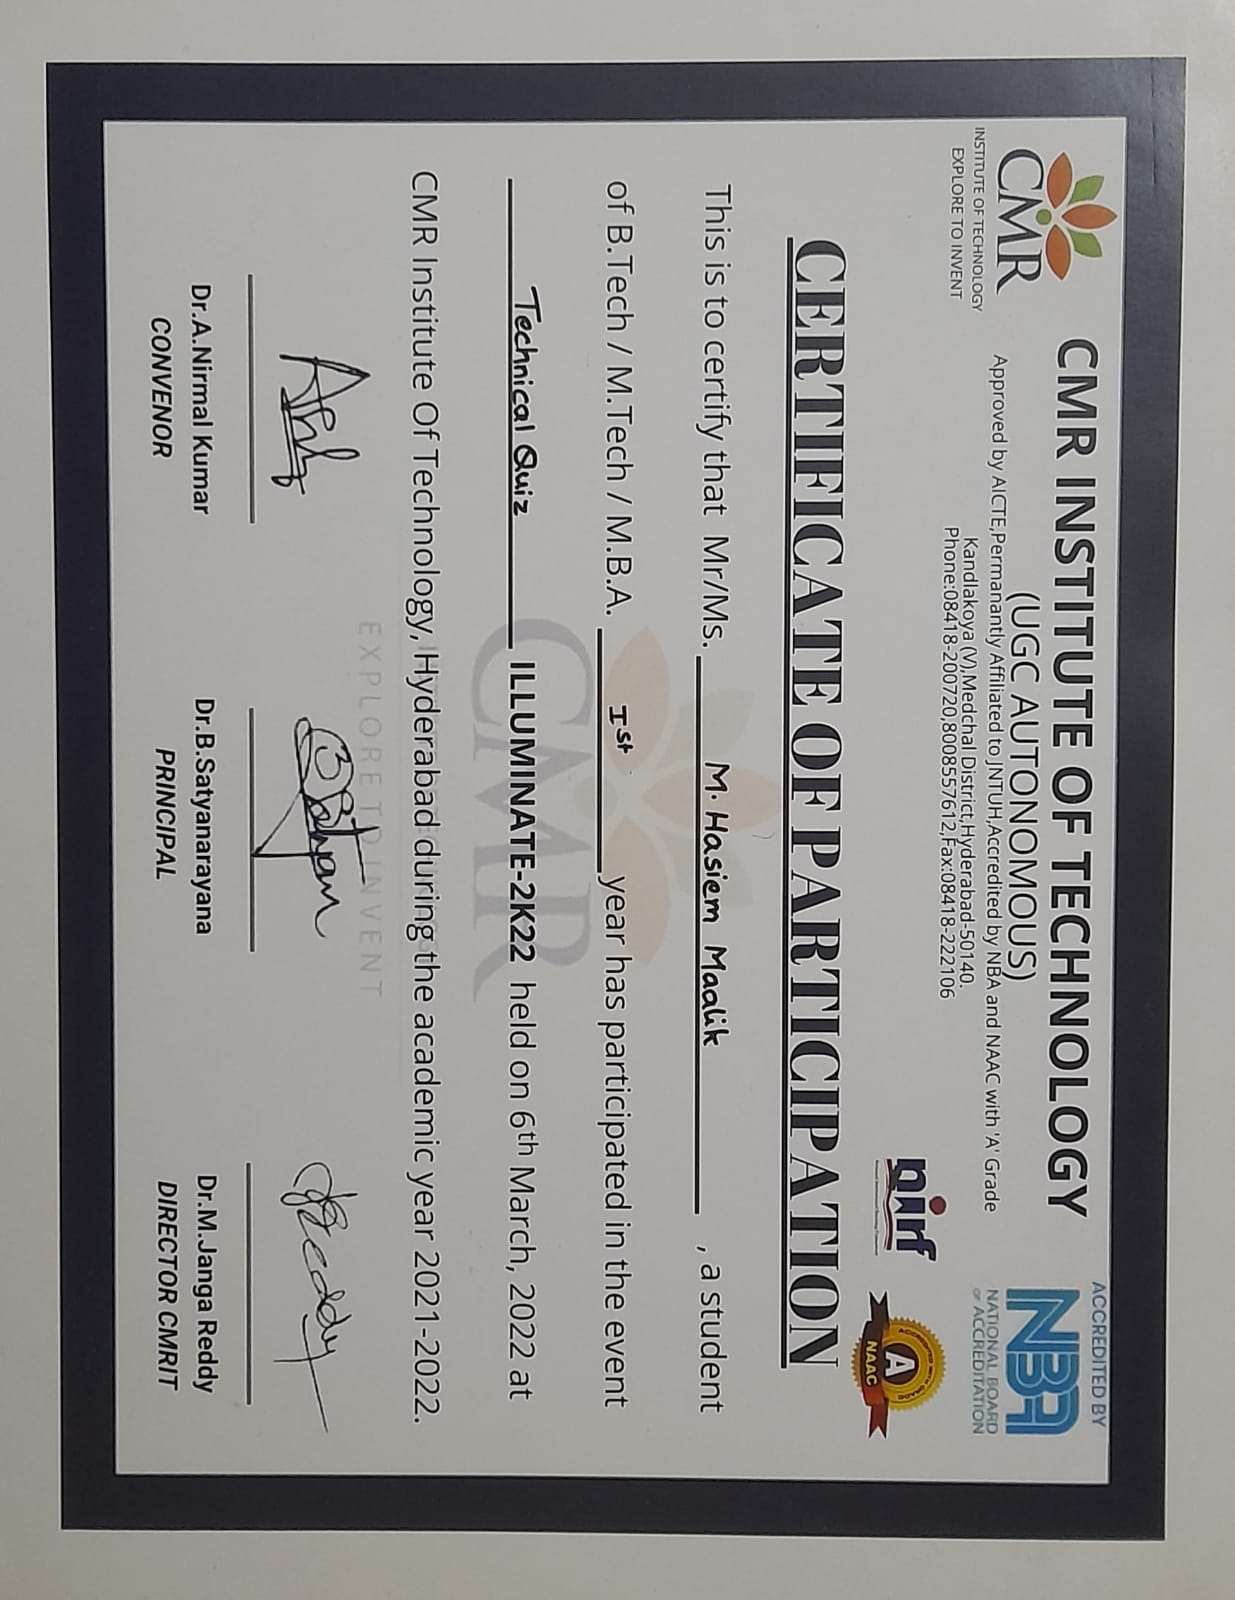 CMR
INSTITUTE OF TECHNOLOGY
EXPLORE TO INVENT
CMR INSTITUTE OF TECHNOLOGY
(UGC AUTONOMOUS)
Approved by AICTE,Permanantly Affiliated to JNTUH,Accredited by NBA and NAAC with 'A' Grade
Kandlakoya (V),Medchal District,Hyderabad-50140.
Phone:08418-200720,8008557612,Fax:08418-222106
ACCREDITED BY
NBA
NATIONAL BOARD
OF ACCREDITATION
nirf
ACCREDITED WITH GRADE
A
NAAC
CERTIFICATE OF PARTICIPATION
This is to certify that Mr/Ms. M. Hasiem Maalik , a student
of B.Tech / M.Tech / M.B.A. Ist year has participated in the event
Technical Quiz ILLUMINATE-2K22 held on 6th March, 2022 at
CMR
CMR Institute Of Technology, Hyderabad during the academic year 2021-2022.
EXPLORE TO INVENT
Dr.A.Nirmal Kumar
CONVENOR
Dr.B.Satyanarayana
PRINCIPAL
Dr.M.Janga Reddy
DIRECTOR CMRIT